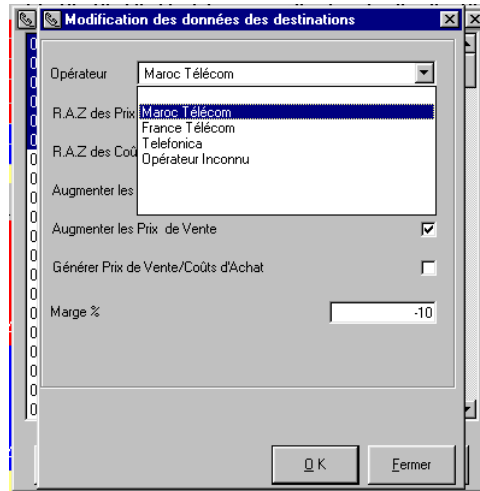 Modification des données des destinations
Opérateur
Maroc Télécom
R.A.Z des Prix
Maroc Télécom
France Télécom
Telefonica
Opérateur Inconnu
R.A.Z des Coû
Augmenter les
Augmenter les Prix de Vente
Générer Prix de Vente/Coûts d'Achat
Marge %
-10
O K
Fermer